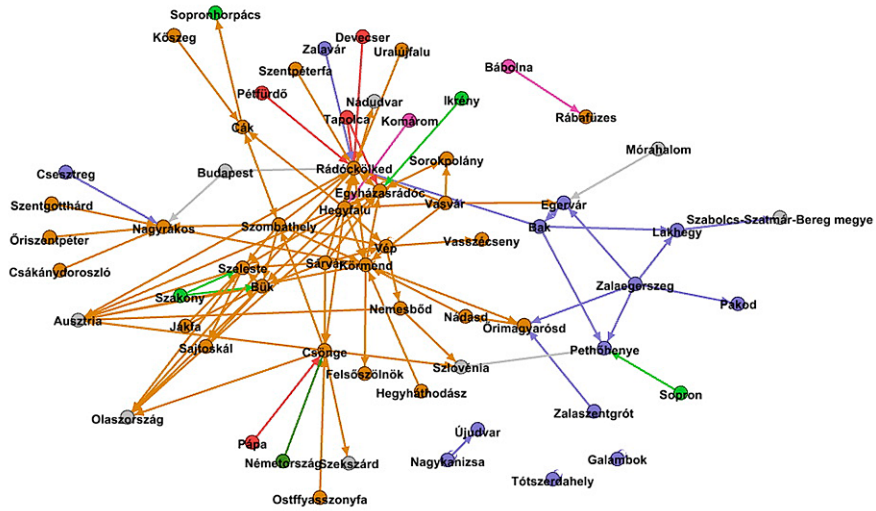 Sopronhorpács
Kőszeg
Devecser
Zalavár
Uraiújfalu
Szentpéterfa
Bábolna
Pétfürdő
Nádudvar
Ikrény
Tapolca
Komárom
Rábafüzes
Cák
Mórahalom
Sorokpolány
Rádóckölked
Budapest
Csesztreg
Egyházasrádóc
Szentgotthárd
Hegyfalu
Vasvár
Egervár
Szabolcs-Szatmár-Bereg megye
Nagyrákos
Szombathely
Bak
Lakhegy
Őriszentpéter
Vép
Vasszécseny
Csákánydoroszló
Szeleste
Sárvár
Körmend
Zalaegerszeg
Bük
Szakony
Pakod
Ausztria
Jákfa
Nemesbőd
Nádasd
Őrimagyarósd
Sajtoskál
Csönge
Pethőhenye
Felsőszölnök
Szlovénia
Hegyháthodász
Sopron
Olaszország
Zalaszentgrót
Pápa
Újudvar
Németország
Szekszárd
Nagykanizsa
Galambok
Tótszerdahely
Ostffyasszonyfa